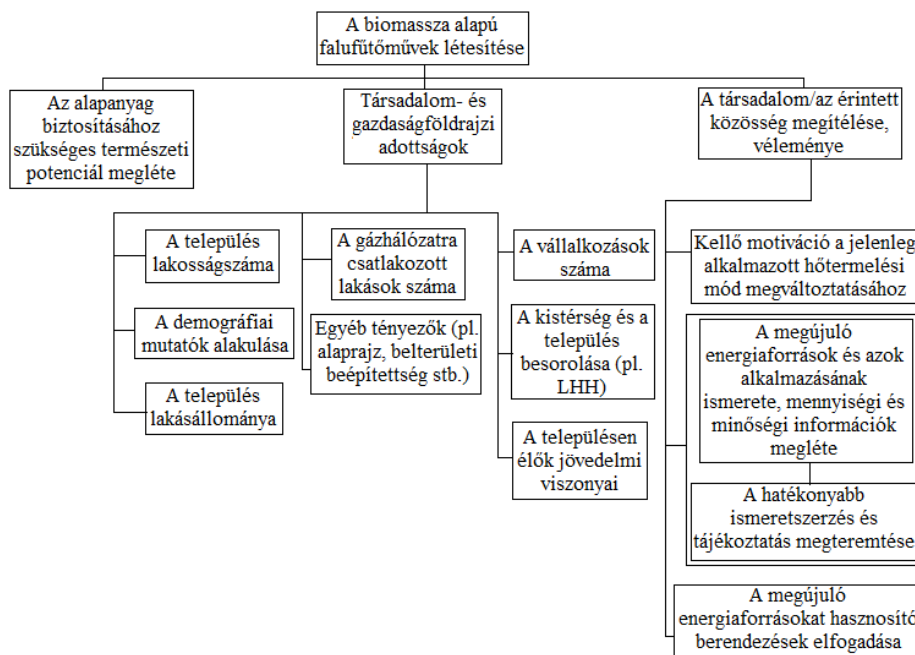 A biomassza alapú
falufűtőművek létesítése
Az alapanyag
biztosításához
szükséges természeti
potenciál megléte
Társadalom- és
gazdaságföldrajzi
adottságok
A társadalom/az érintett
közösség megítélése,
véleménye
A település
lakosságszáma
A demográfiai
mutatók alakulása
A település
lakásállománya
A gázhálózatra
csatlakozott
lakások száma
Egyéb tényezők (pl.
alaprajz, belterületi
beépítettség stb.)
A vállalkozások
száma
A kistérség és a
település
besorolása (pl.
LHH)
A településen
élők jövedelmi
viszonyai
Kellő motiváció a jelenleg
alkalmazott hőtermelési
mód megváltoztatásához
A megújuló
energiaforrások és azok
alkalmazásának
ismerete, mennyiségi és
minőségi információk
megléte
A hatékonyabb
ismeretszerzés és
tájékoztatás megteremtése
A megújuló
energiaforrásokat hasznosító
berendezések elfogadása